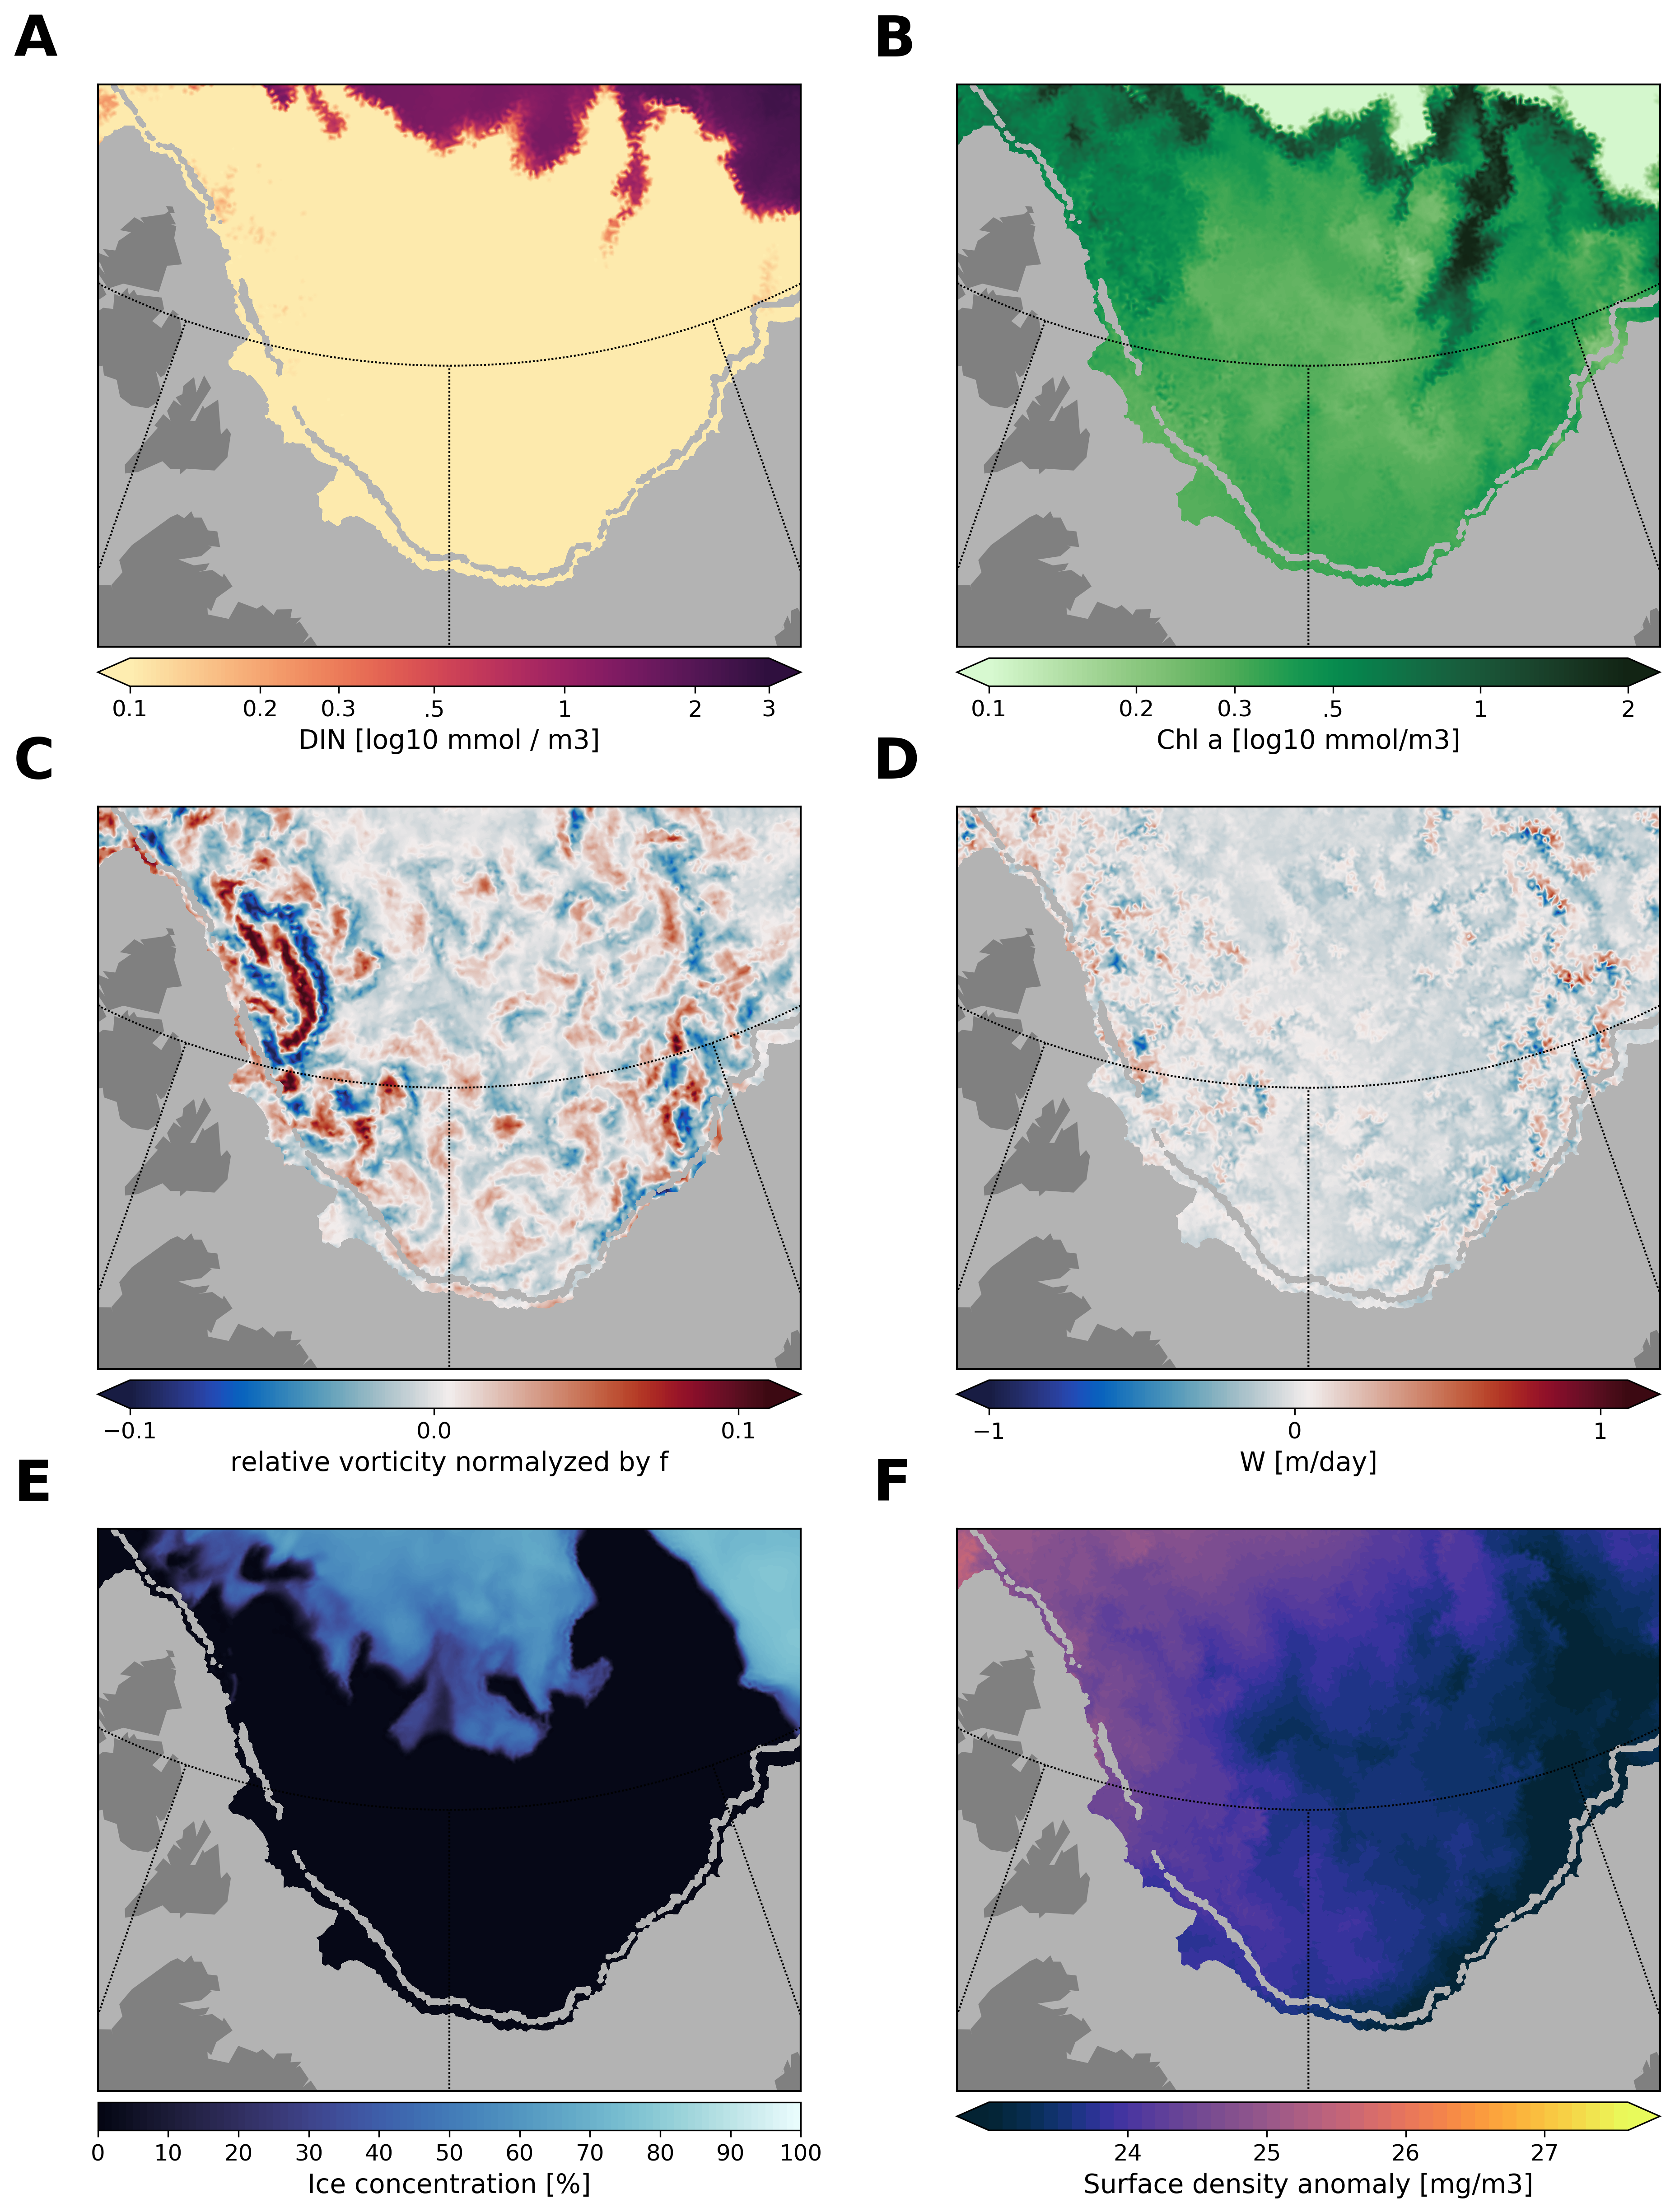 A
B
0.1 0.2 0.3 .5 1 2 3
DIN [log10 mmol / m3]
0.1 0.2 0.3 .5 1 2
Chl a [log10 mmol/m3]
C
D
−0.1 0.0 0.1
relative vorticity normalyzed by f
−1 0 1
W [m/day]
E
F
0 10 20 30 40 50 60 70 80 90 100
Ice concentration [%]
24 25 26 27
Surface density anomaly [mg/m3]